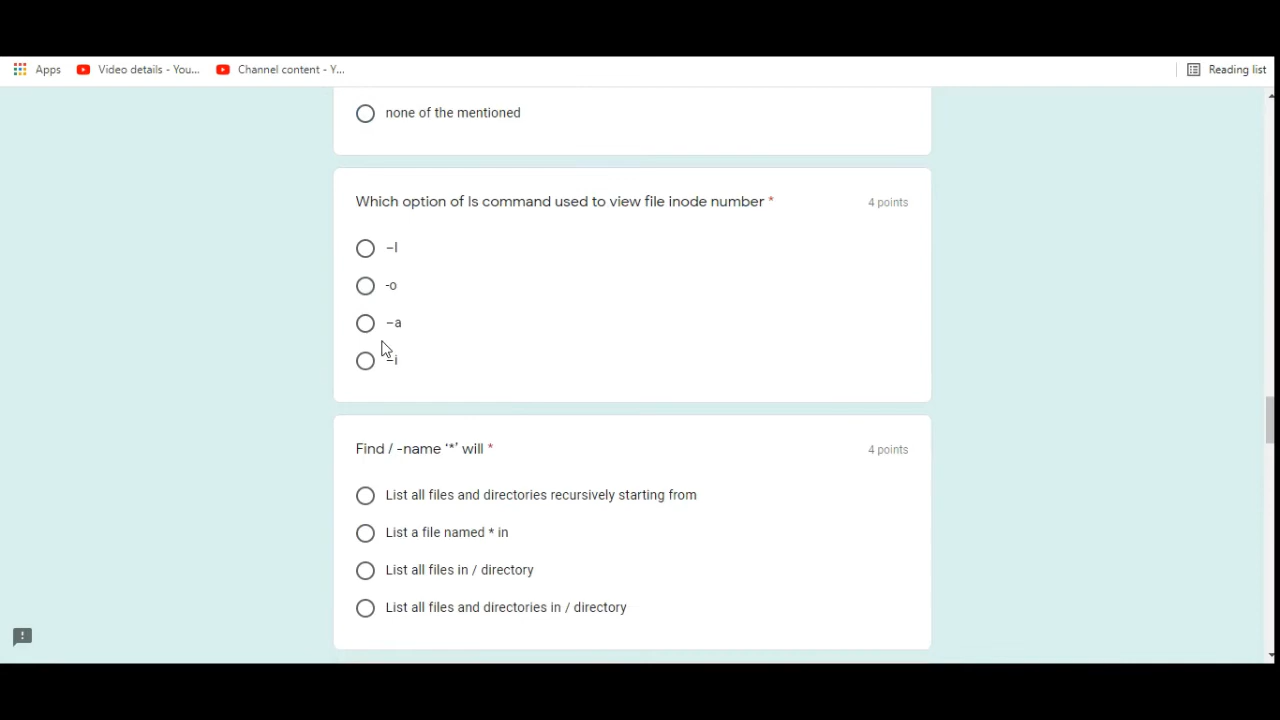 Apps Video details - You... Channel content - Y... Reading list
none of the mentioned
Which option of ls command used to view file inode number * 4 points
–l
-o
–a
–i
Find / -name ‘*’ will * 4 points
List all files and directories recursively starting from
List a file named * in
List all files in / directory
List all files and directories in / directory